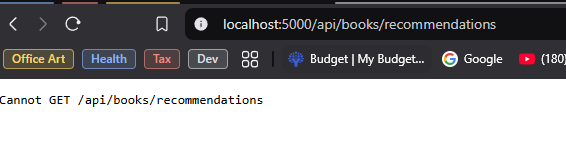 localhost:5000/api/books/recommendations
Office Art Health Tax Dev Budget | My Budget... Google (180)
Cannot GET /api/books/recommendations